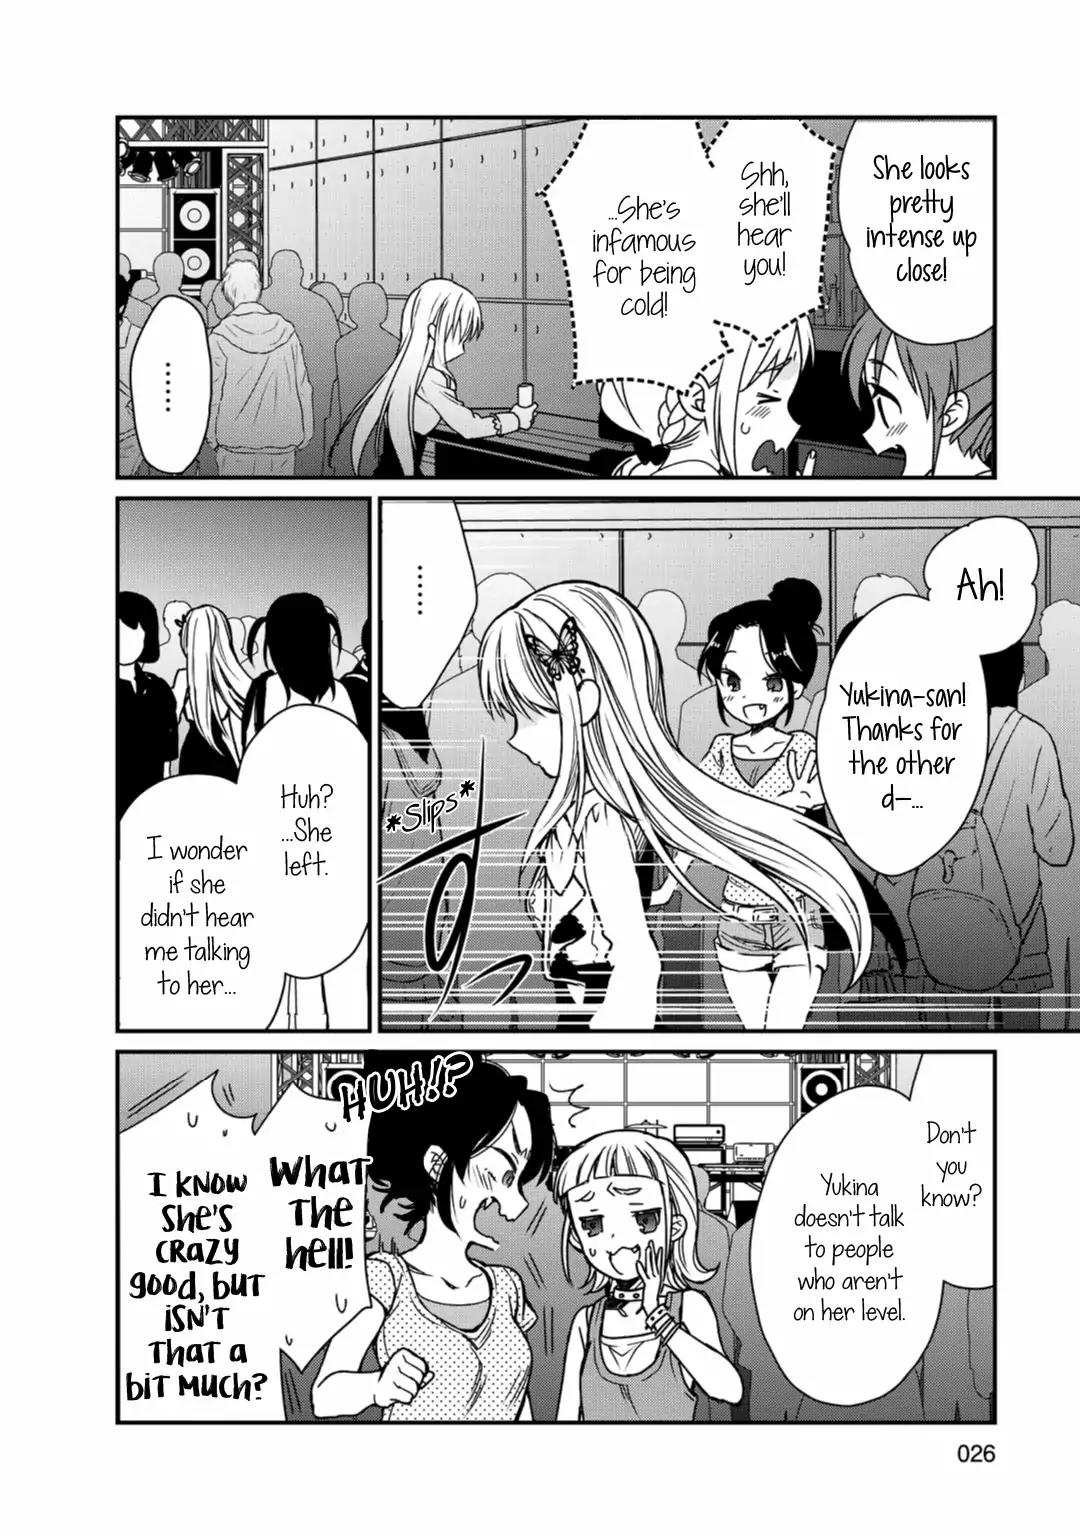 She looks
pretty
intense up
close!
Shh,
she'll
hear
you!
...She's
infamous
for being
cold!
......
Ah!
Yukina-san!
Thanks for
the other
d—...
......
*Slips*
す
Huh?
...She
left.
I wonder
if she
didn't hear
me talking
to her...
Don't
you
know?
Yukina
doesn't talk
to people
who aren't
on her level.
HUH!?
WHAT
THE
HELL!
I KNOW
SHE'S
CRAZY
GOOD, BUT
ISN'T
THAT A
BIT MUCH?
026